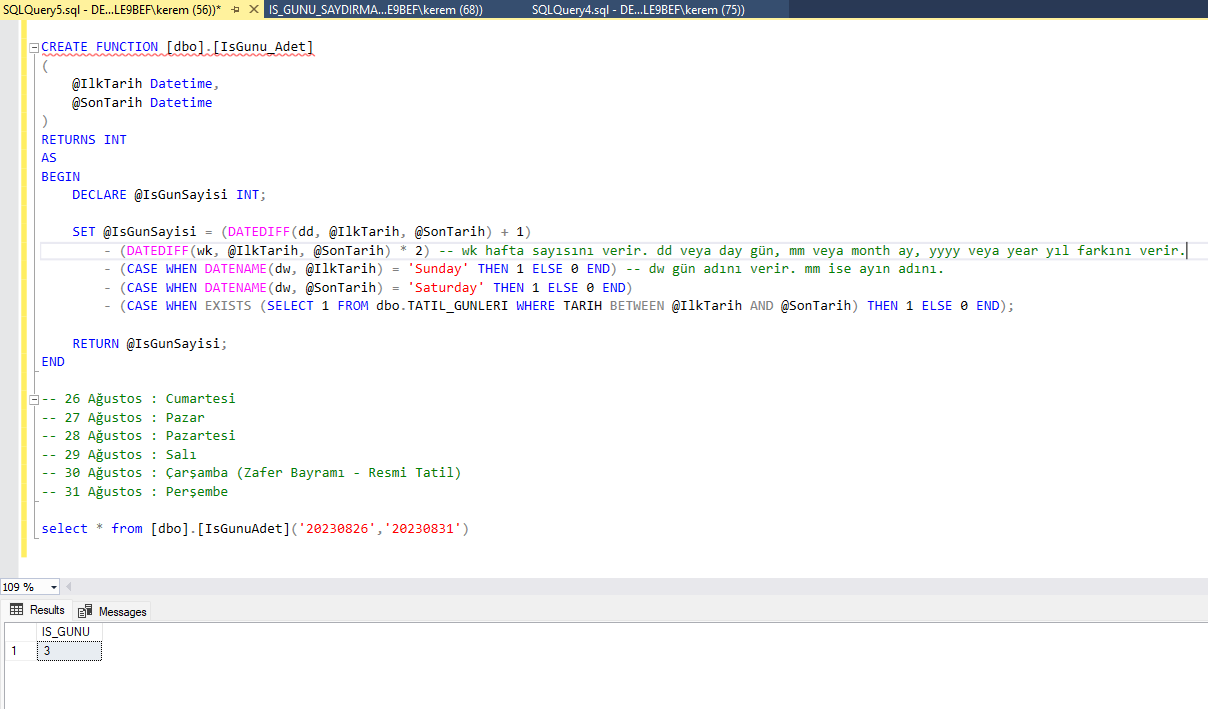 SQLQuery5.sql - DE...LE9BEF\kerem (56))*
IS_GUNU_SAYDIRMA...E9BEF\kerem (68))
SQLQuery4.sql - DE...LE9BEF\kerem (75))
CREATE FUNCTION [dbo].[IsGunu_Adet]
(
@IlkTarih Datetime,
@SonTarih Datetime
)
RETURNS INT
AS
BEGIN
DECLARE @IsGunSayisi INT;
SET @IsGunSayisi = (DATEDIFF(dd, @IlkTarih, @SonTarih) + 1)
- (DATEDIFF(wk, @IlkTarih, @SonTarih) * 2) -- wk hafta sayısını verir. dd veya day gün, mm veya month ay, yyyy veya year yıl farkını verir.
- (CASE WHEN DATENAME(dw, @IlkTarih) = 'Sunday' THEN 1 ELSE 0 END) -- dw gün adını verir. mm ise ayın adını.
- (CASE WHEN DATENAME(dw, @SonTarih) = 'Saturday' THEN 1 ELSE 0 END)
- (CASE WHEN EXISTS (SELECT 1 FROM dbo.TATIL_GUNLERI WHERE TARIH BETWEEN @IlkTarih AND @SonTarih) THEN 1 ELSE 0 END);
RETURN @IsGunSayisi;
END
-- 26 Ağustos : Cumartesi
-- 27 Ağustos : Pazar
-- 28 Ağustos : Pazartesi
-- 29 Ağustos : Salı
-- 30 Ağustos : Çarşamba (Zafer Bayramı - Resmi Tatil)
-- 31 Ağustos : Perşembe
select * from [dbo].[IsGunuAdet]('20230826','20230831')
109 %
Results
Messages
IS_GUNU
1 3